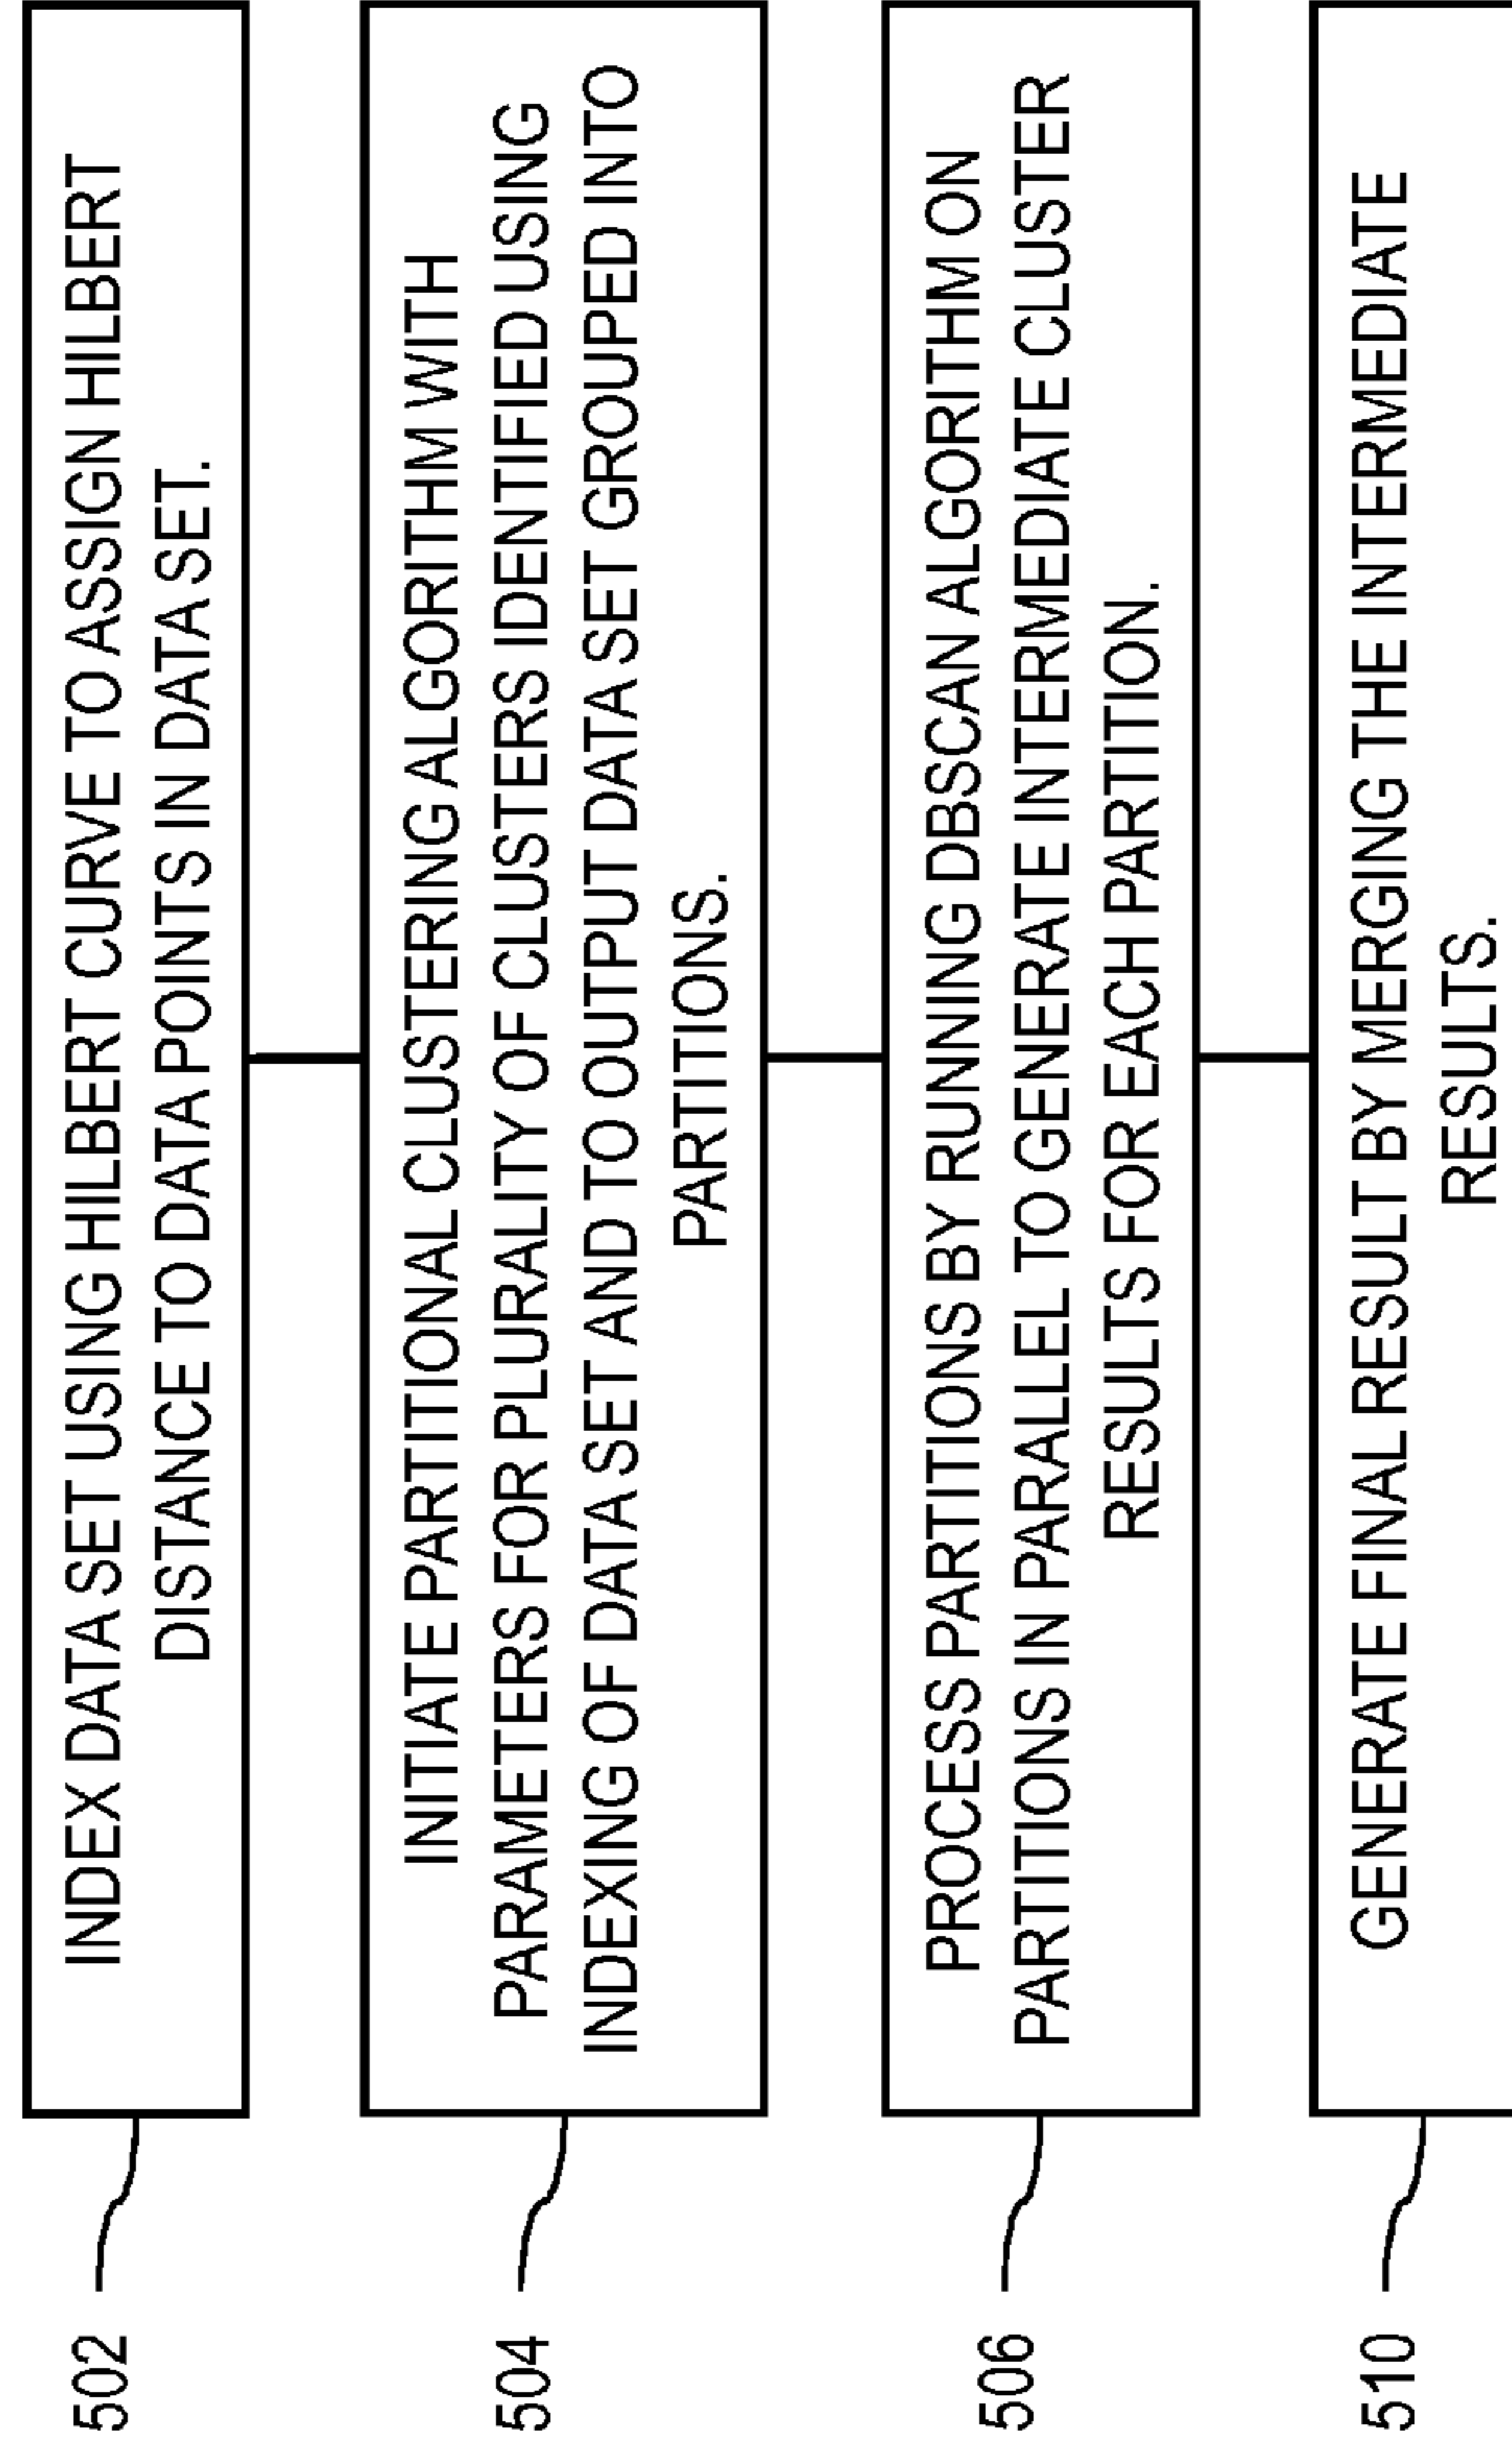 502
INDEX DATA SET USING HILBERT CURVE TO ASSIGN HILBERT
DISTANCE TO DATA POINTS IN DATA SET.
504
INITIATE PARTITIONAL CLUSTERING ALGORITHM WITH
PARAMETERS FOR PLURALITY OF CLUSTERS IDENTIFIED USING
INDEXING OF DATA SET AND TO OUTPUT DATA SET GROUPED INTO
PARTITIONS.
506
PROCESS PARTITIONS BY RUNNING DBSCAN ALGORITHM ON
PARTITIONS IN PARALLEL TO GENERATE INTERMEDIATE CLUSTER
RESULTS FOR EACH PARTITION.
510
GENERATE FINAL RESULT BY MERGING THE INTERMEDIATE
RESULTS.